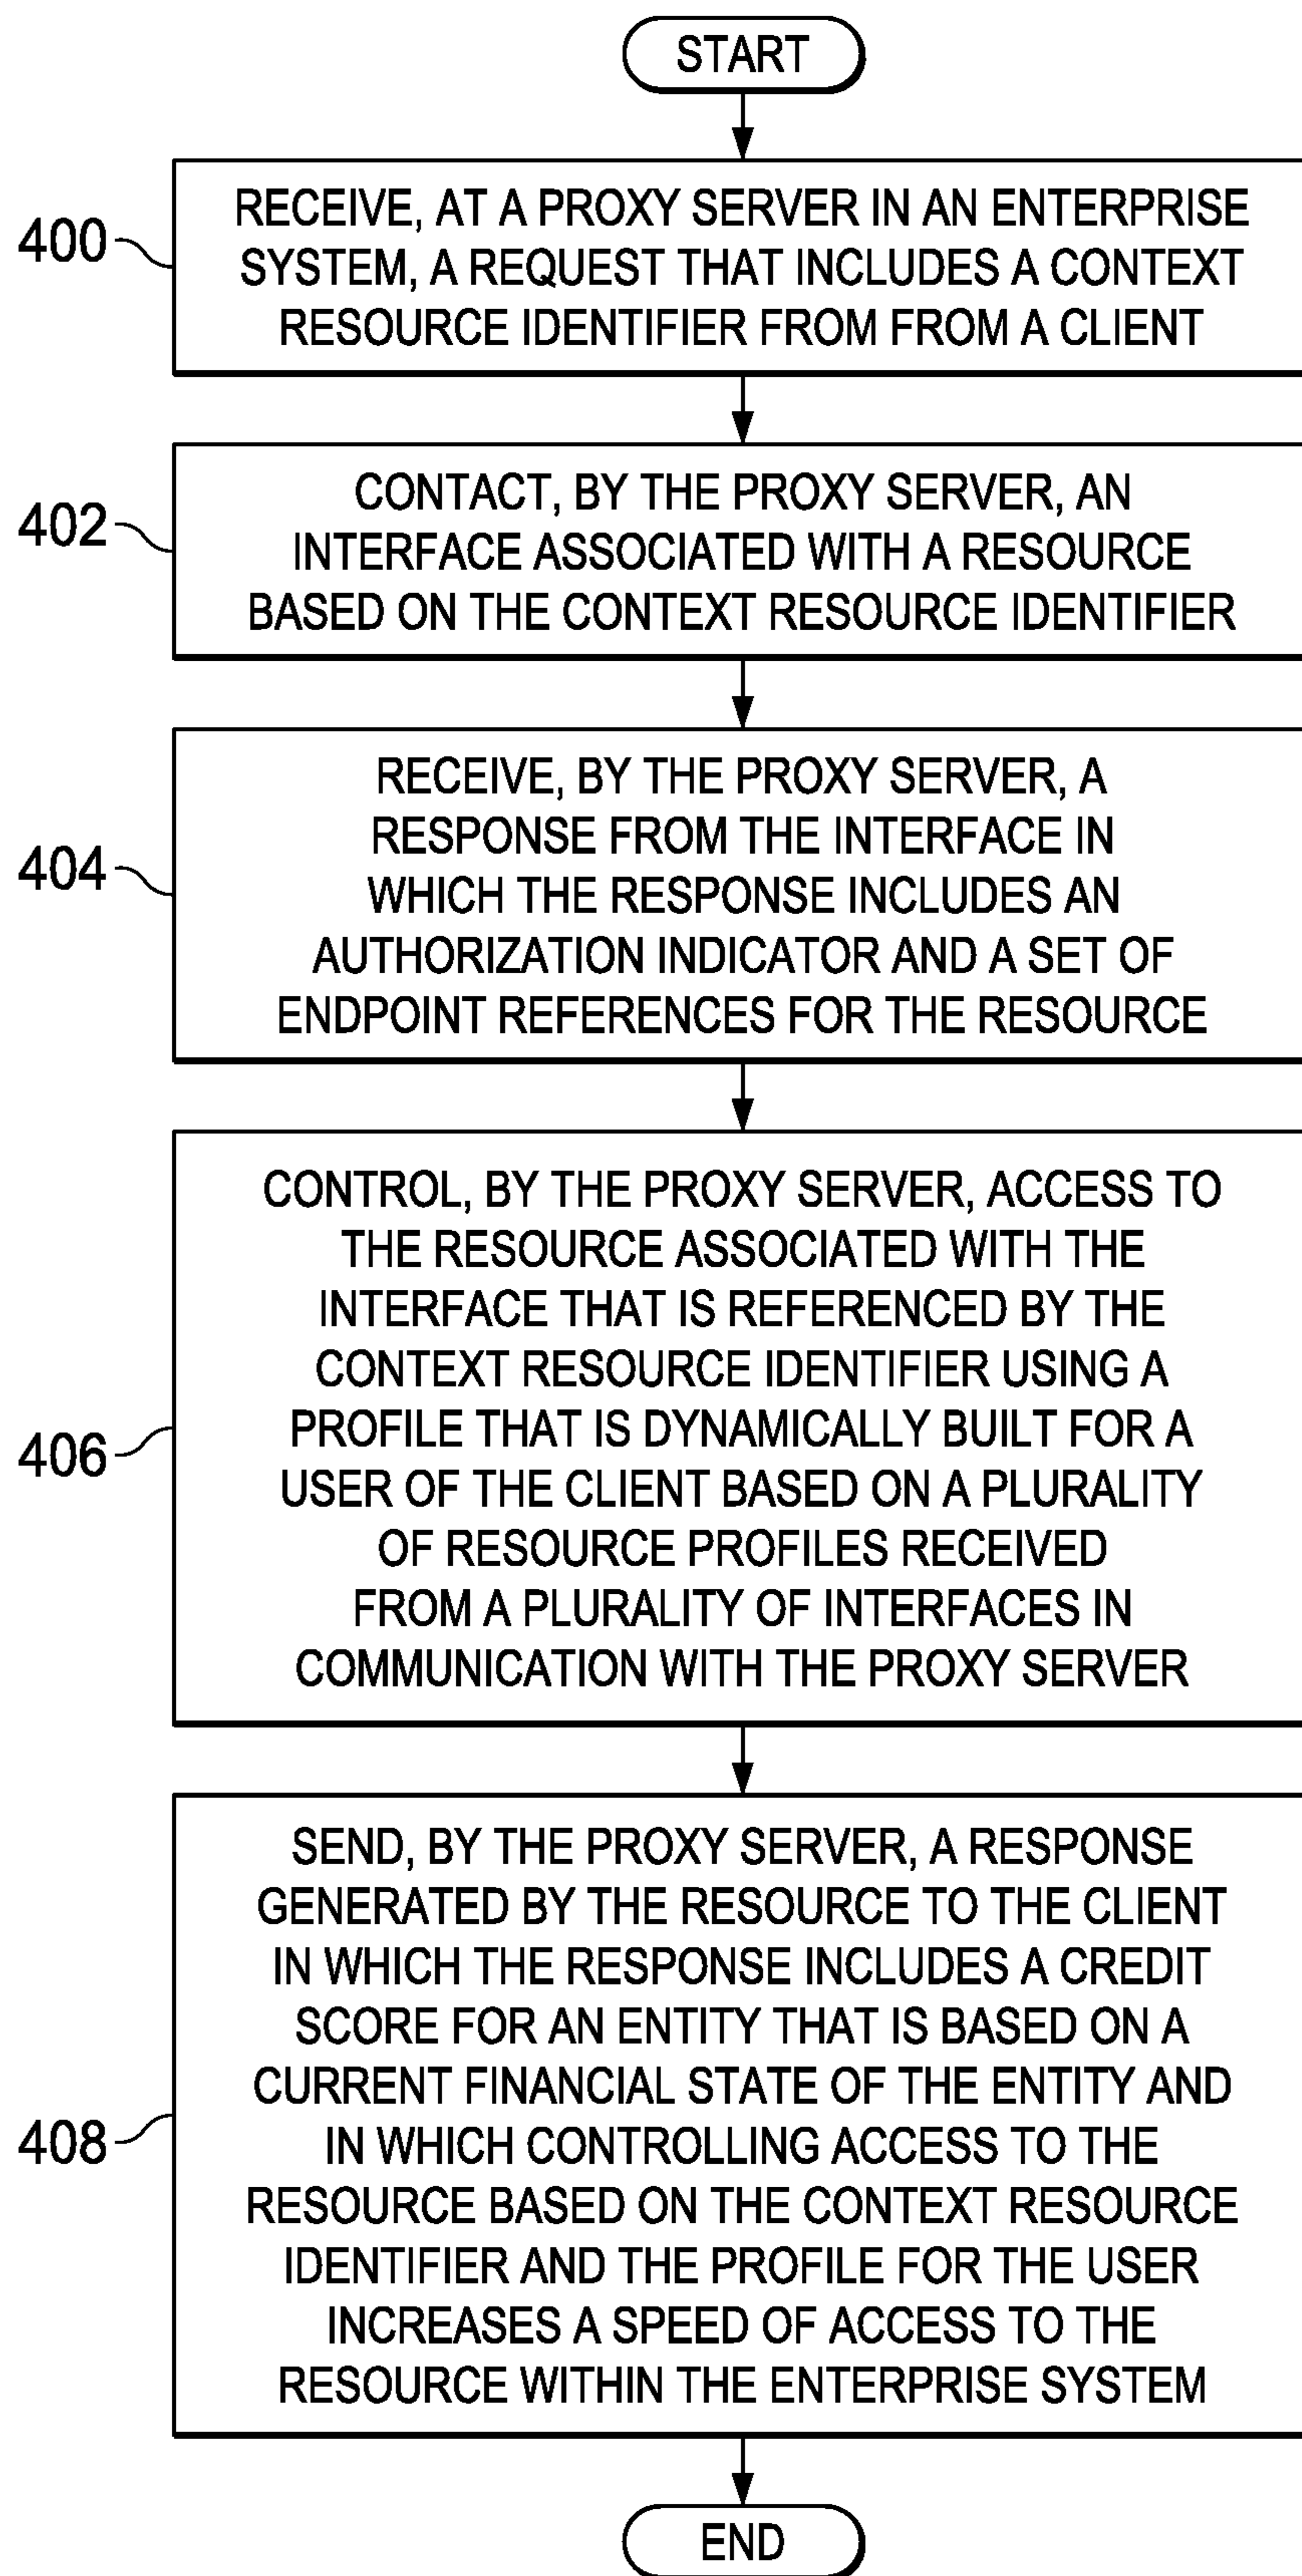 START
400
RECEIVE, AT A PROXY SERVER IN AN ENTERPRISE
SYSTEM, A REQUEST THAT INCLUDES A CONTEXT
RESOURCE IDENTIFIER FROM FROM A CLIENT
402
CONTACT, BY THE PROXY SERVER, AN
INTERFACE ASSOCIATED WITH A RESOURCE
BASED ON THE CONTEXT RESOURCE IDENTIFIER
404
RECEIVE, BY THE PROXY SERVER, A
RESPONSE FROM THE INTERFACE IN
WHICH THE RESPONSE INCLUDES AN
AUTHORIZATION INDICATOR AND A SET OF
ENDPOINT REFERENCES FOR THE RESOURCE
406
CONTROL, BY THE PROXY SERVER, ACCESS TO
THE RESOURCE ASSOCIATED WITH THE
INTERFACE THAT IS REFERENCED BY THE
CONTEXT RESOURCE IDENTIFIER USING A
PROFILE THAT IS DYNAMICALLY BUILT FOR A
USER OF THE CLIENT BASED ON A PLURALITY
OF RESOURCE PROFILES RECEIVED
FROM A PLURALITY OF INTERFACES IN
COMMUNICATION WITH THE PROXY SERVER
408
SEND, BY THE PROXY SERVER, A RESPONSE
GENERATED BY THE RESOURCE TO THE CLIENT
IN WHICH THE RESPONSE INCLUDES A CREDIT
SCORE FOR AN ENTITY THAT IS BASED ON A
CURRENT FINANCIAL STATE OF THE ENTITY AND
IN WHICH CONTROLLING ACCESS TO THE
RESOURCE BASED ON THE CONTEXT RESOURCE
IDENTIFIER AND THE PROFILE FOR THE USER
INCREASES A SPEED OF ACCESS TO THE
RESOURCE WITHIN THE ENTERPRISE SYSTEM
END